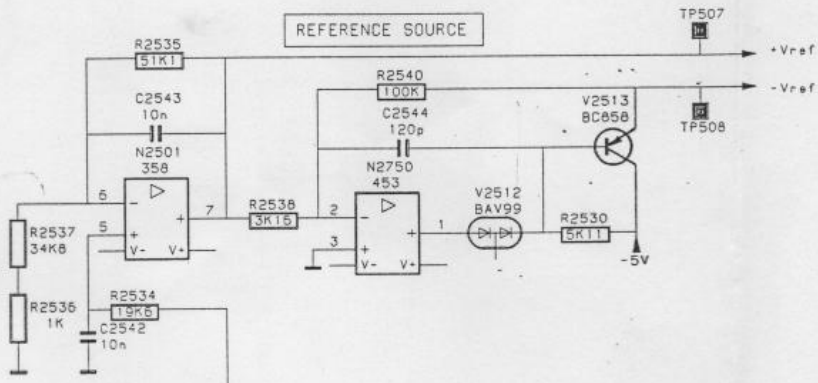 TP507
REFERENCE SOURCE
R2535
51K1
+Vref
R2540
100K
-Vref
C2543
10n
V2513
BC858
C2544
120p
TP508
N2501
358
N2750
453
6
7
R2538
3K16
2
V2512
BAV99
R2537
34K8
5
3
1
R2530
5K11
V-
V+
V-
V+
-5V
R2536
1K
R2534
19K6
C2542
10n